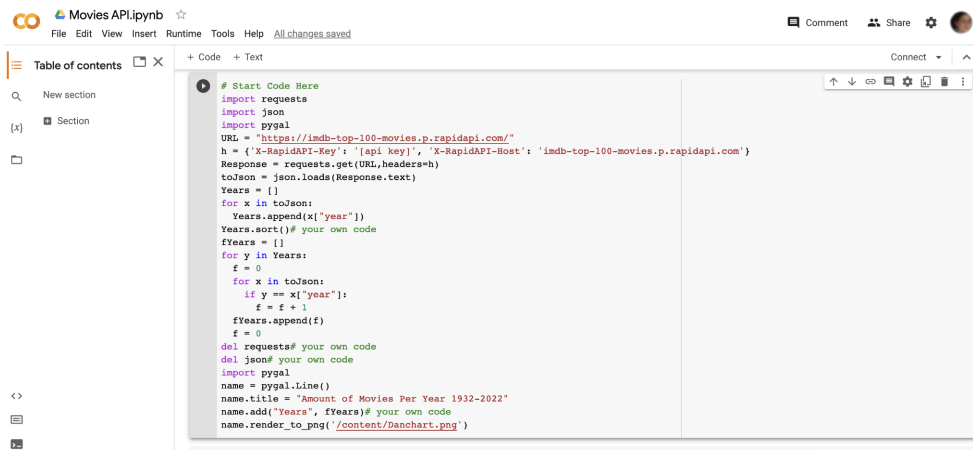 Movies API.ipynb
Comment
Share
File Edit View Insert Runtime Tools Help All changes saved
Table of contents
+ Code + Text
Connect
New section
Section
{x}
# Start Code Here
import requests
import json
import pygal
URL = "https://imdb-top-100-movies.p.rapidapi.com/"
h = {'X-RapidAPI-Key': '[api key]', 'X-RapidAPI-Host': 'imdb-top-100-movies.p.rapidapi.com'}
Response = requests.get(URL,headers=h)
toJson = json.loads(Response.text)
Years = []
for x in toJson:
  Years.append(x["year"])
Years.sort()# your own code
fYears = []
for y in Years:
  f = 0
  for x in toJson:
    if y == x["year"]:
      f = f + 1
  fYears.append(f)
  f = 0
del requests# your own code
del json# your own code
import pygal
name = pygal.Line()
name.title = "Amount of Movies Per Year 1932-2022"
name.add("Years", fYears)# your own code
name.render_to_png('/content/Danchart.png')